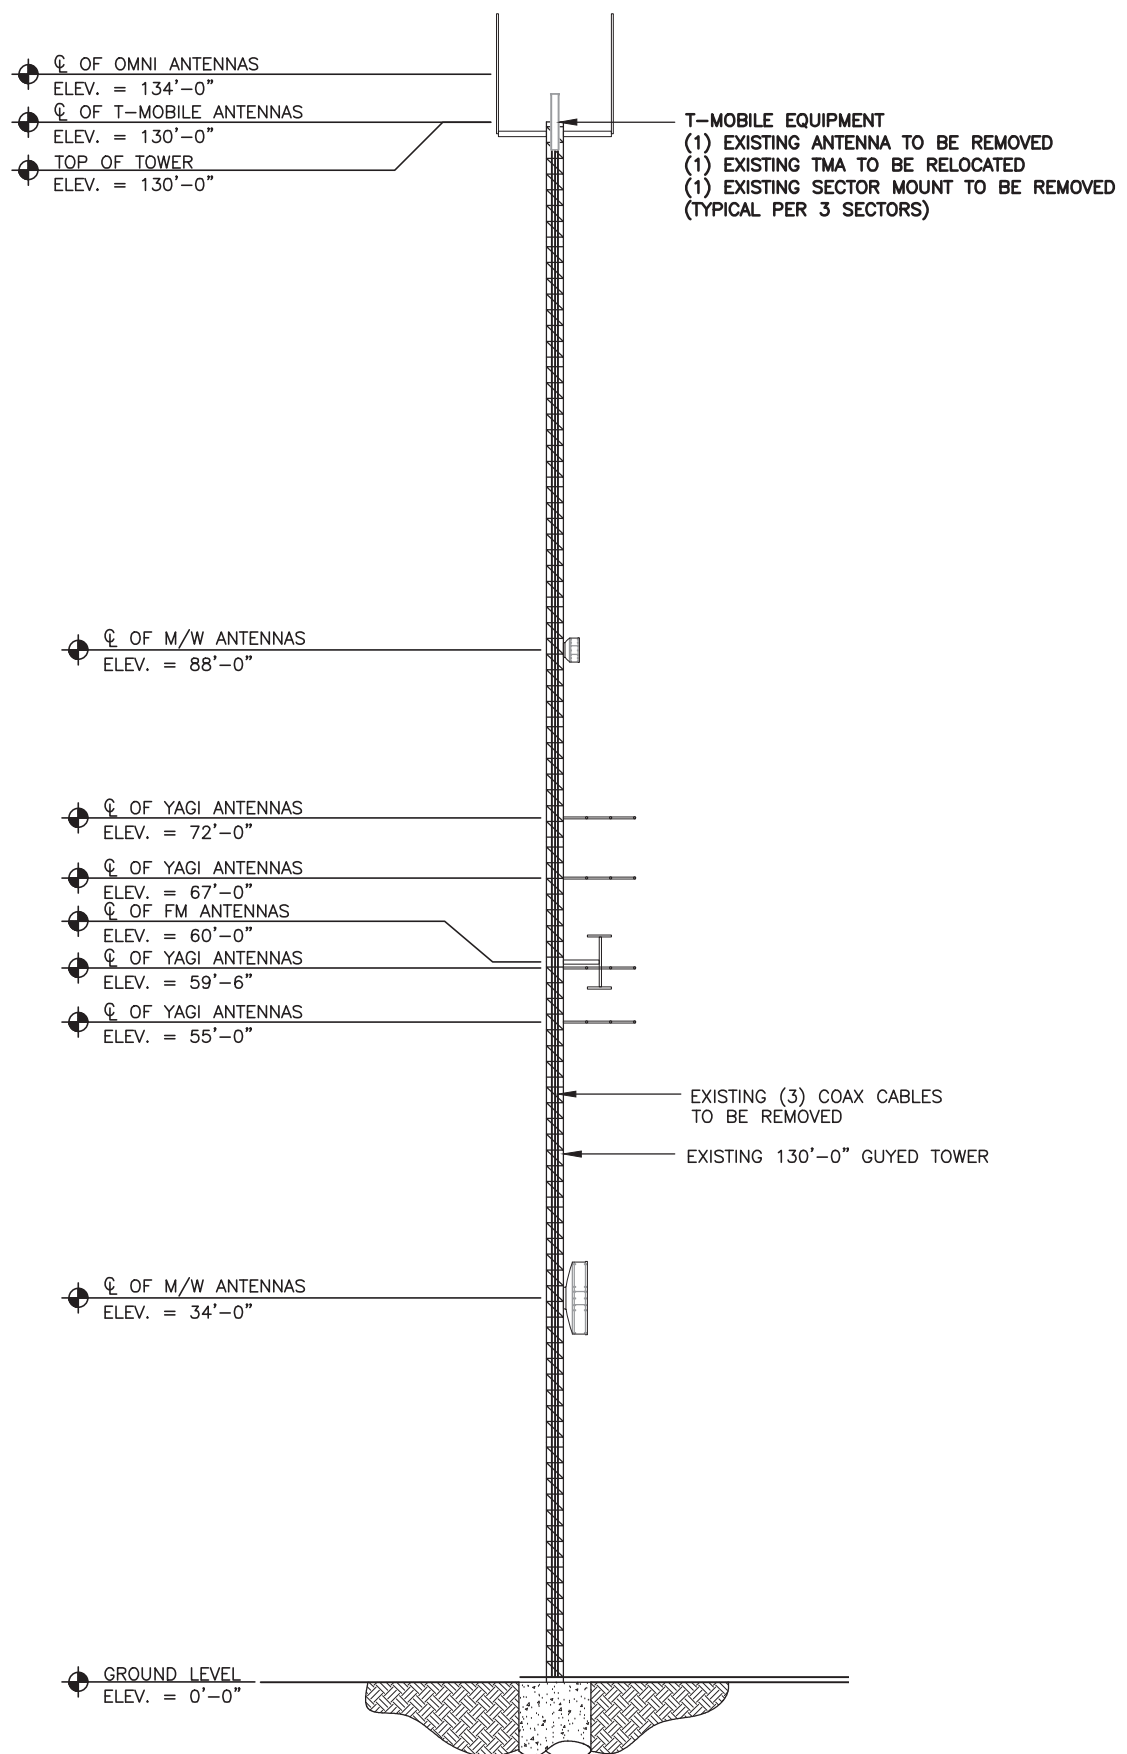 ℄ OF OMNI ANTENNAS
ELEV. = 134'-0"
℄ OF T-MOBILE ANTENNAS
ELEV. = 130'-0"
TOP OF TOWER
ELEV. = 130'-0"
T-MOBILE EQUIPMENT
(1) EXISTING ANTENNA TO BE REMOVED
(1) EXISTING TMA TO BE RELOCATED
(1) EXISTING SECTOR MOUNT TO BE REMOVED
(TYPICAL PER 3 SECTORS)
℄ OF M/W ANTENNAS
ELEV. = 88'-0"
℄ OF YAGI ANTENNAS
ELEV. = 72'-0"
℄ OF YAGI ANTENNAS
ELEV. = 67'-0"
℄ OF FM ANTENNAS
ELEV. = 60'-0"
℄ OF YAGI ANTENNAS
ELEV. = 59'-6"
℄ OF YAGI ANTENNAS
ELEV. = 55'-0"
EXISTING (3) COAX CABLES
TO BE REMOVED
EXISTING 130'-0" GUYED TOWER
℄ OF M/W ANTENNAS
ELEV. = 34'-0"
GROUND LEVEL
ELEV. = 0'-0"